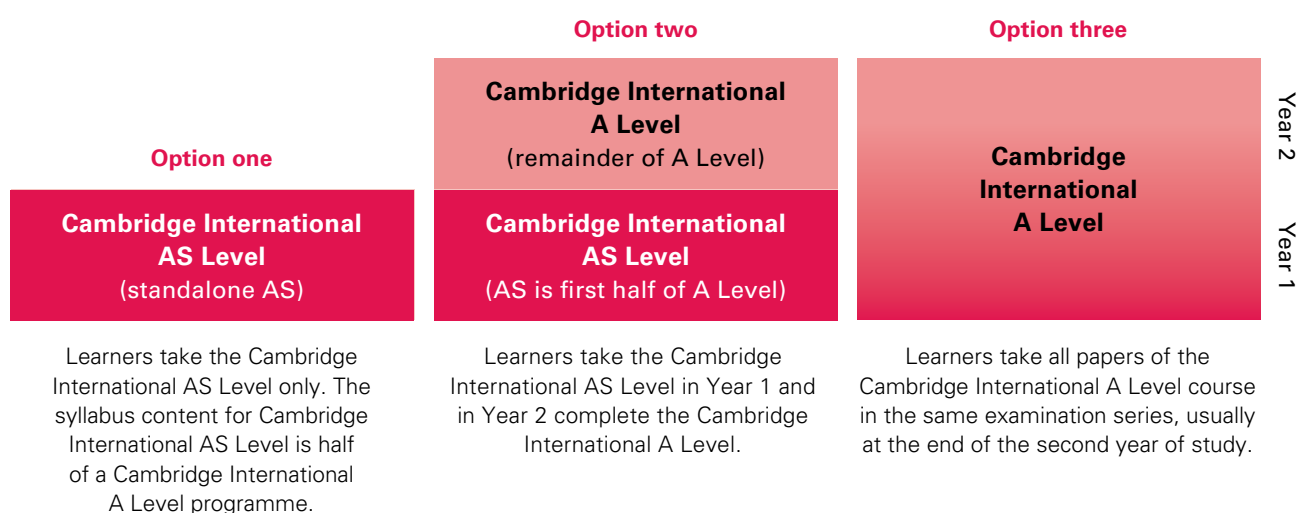 Option one
Cambridge International
AS Level
(standalone AS)
Learners take the Cambridge
International AS Level only. The
syllabus content for Cambridge
International AS Level is half
of a Cambridge International
A Level programme.
Option two
Cambridge International
A Level
(remainder of A Level)
Cambridge International
AS Level
(AS is first half of A Level)
Learners take the Cambridge
International AS Level in Year 1 and
in Year 2 complete the Cambridge
International A Level.
Option three
Cambridge
International
A Level
Learners take all papers of the
Cambridge International A Level course
in the same examination series, usually
at the end of the second year of study.
Year 2
Year 1